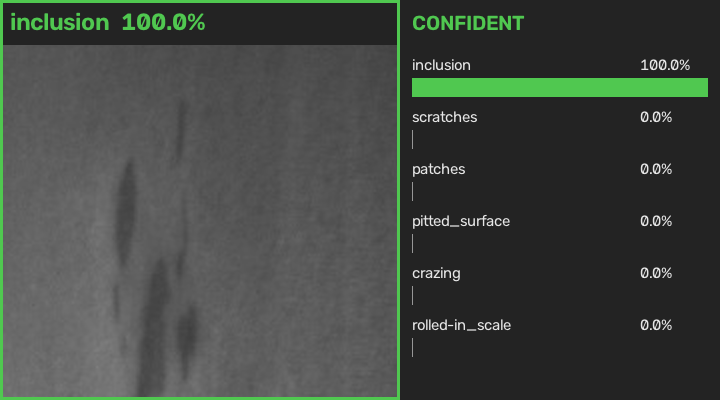 inclusion 100.0%
CONFIDENT
inclusion 100.0%
scratches 0.0%
patches 0.0%
pitted_surface 0.0%
crazing 0.0%
rolled-in_scale 0.0%